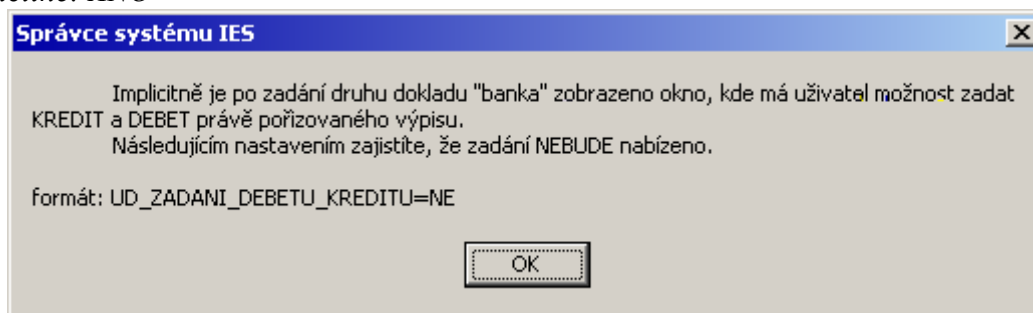 Správce systému IES
Implicitně je po zadání druhu dokladu "banka" zobrazeno okno, kde má uživatel možnost zadat
KREDIT a DEBET právě pořizovaného výpisu.
Následujícím nastavením zajistíte, že zadání NEBUDE nabízeno.
formát: UD_ZADANI_DEBETU_KREDITU=NE
OK